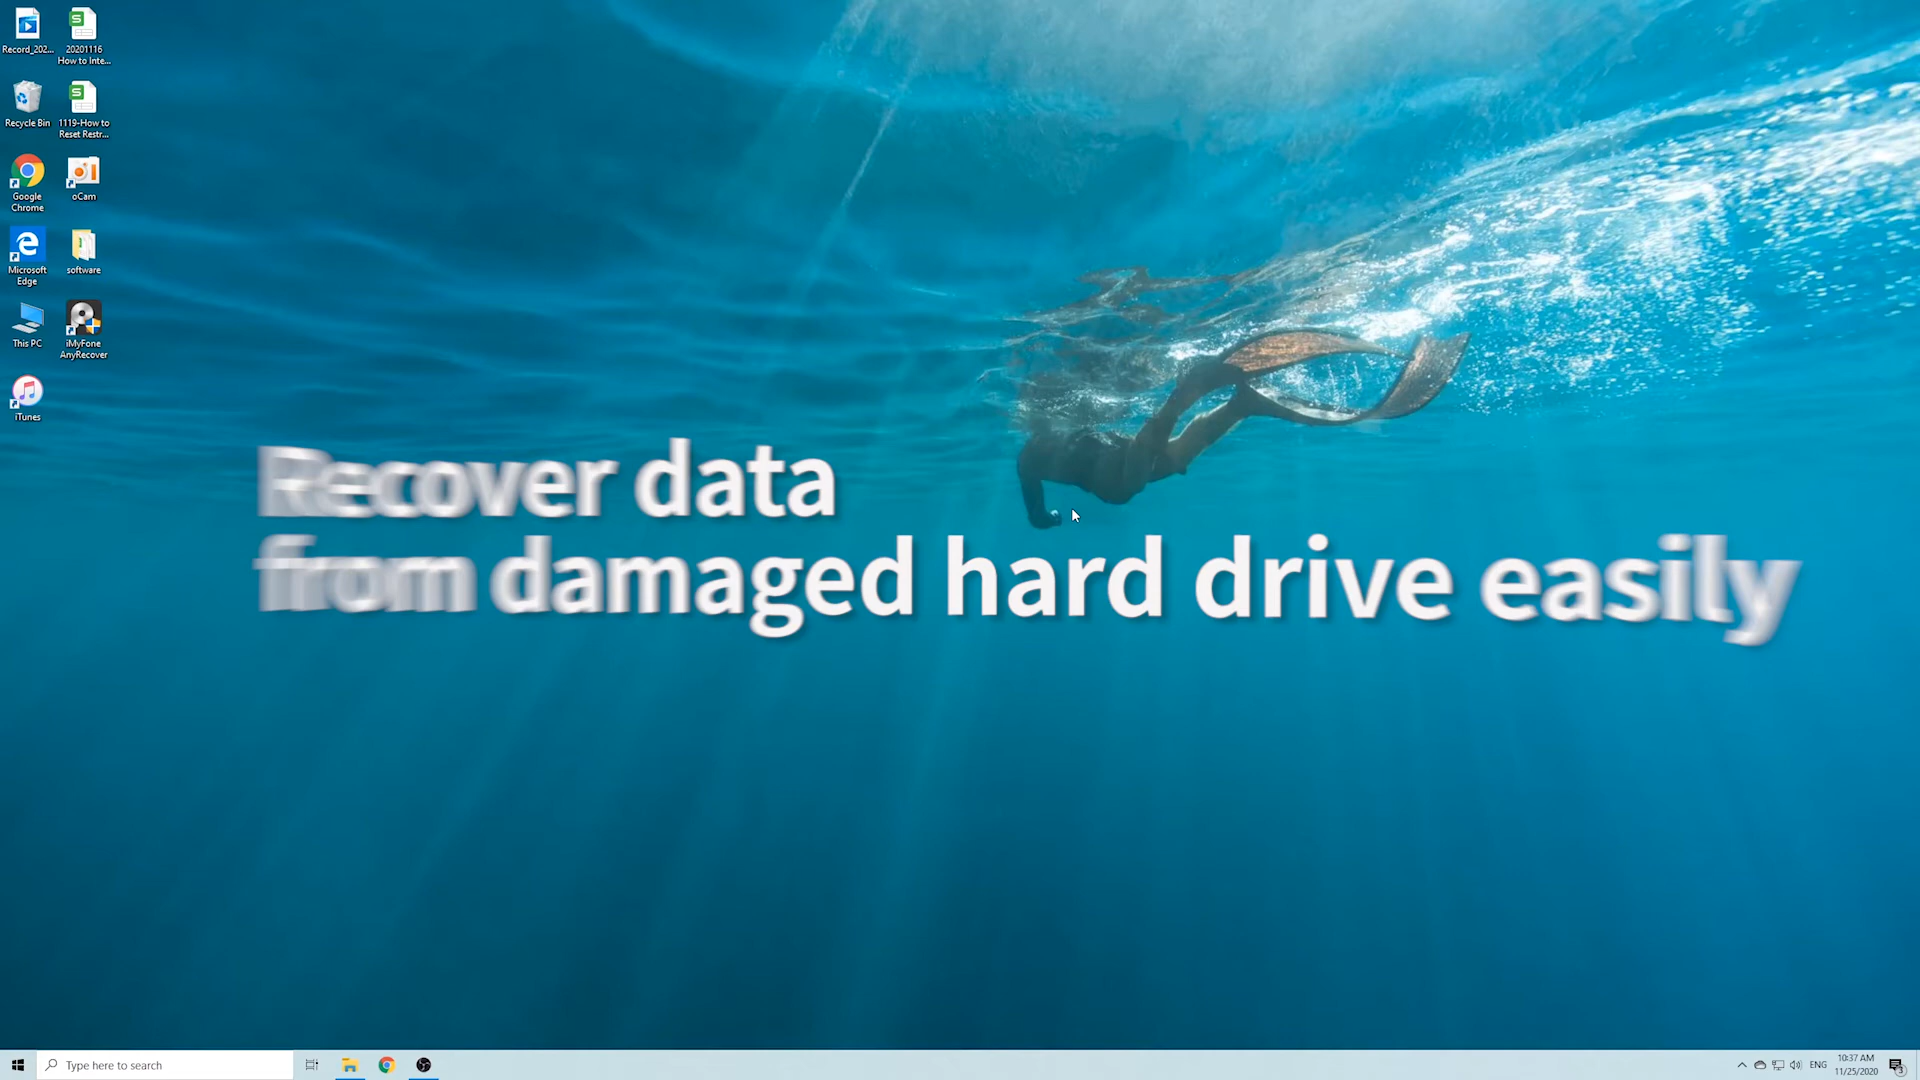 Record_202...
20201116
How to Inte...
Recycle Bin
1119-How to
Reset Restr...
Google
Chrome
oCam
Microsoft
Edge
software
This PC
iMyFone
AnyRecover
iTunes
Recover data
from damaged hard drive easily
Type here to search
ENG
10:37 AM
11/25/2020
3